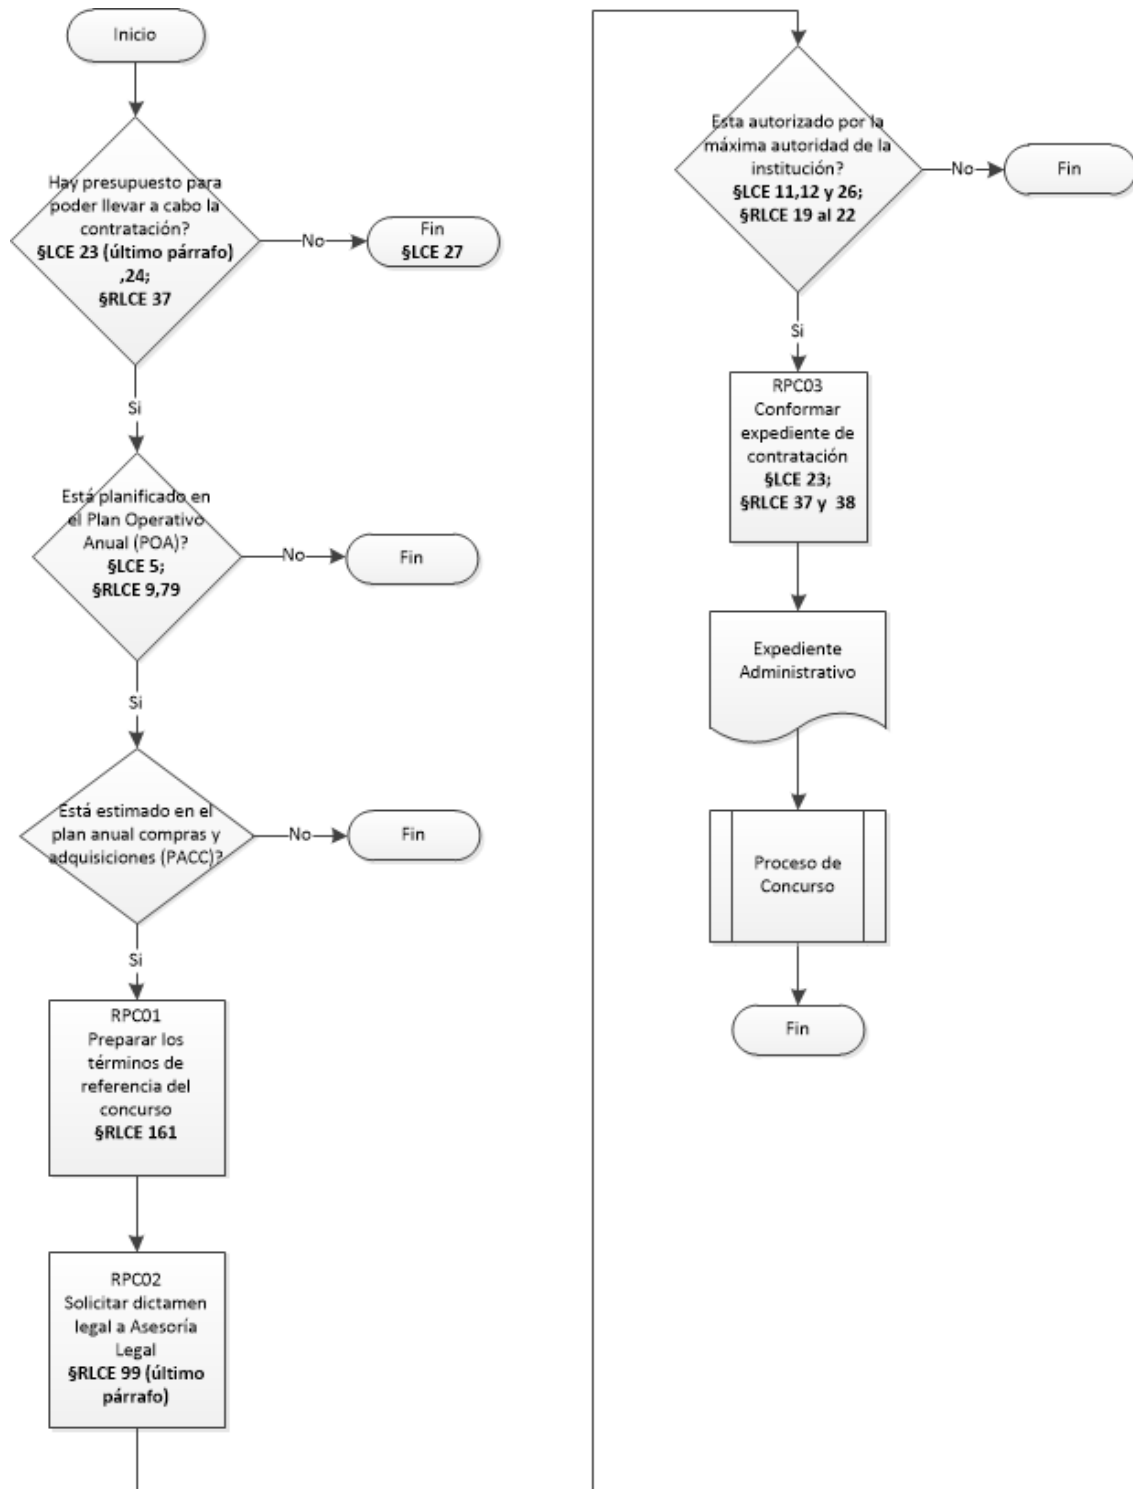 Inicio
Hay presupuesto para
poder llevar a cabo la
contratación?
§LCE 23 (último párrafo)
,24;
§RLCE 37
No
Fin
§LCE 27
Si
Está planificado en
el Plan Operativo
Anual (POA)?
§LCE 5;
§RLCE 9,79
No
Fin
Si
Está estimado en el
plan anual compras y
adquisiciones (PACC)?
No
Fin
Si
RPC01
Preparar los
términos de
referencia del
concurso
§RLCE 161
RPC02
Solicitar dictamen
legal a Asesoría
Legal
§RLCE 99 (último
párrafo)
Esta autorizado por la
máxima autoridad de la
institución?
§LCE 11,12 y 26;
§RLCE 19 al 22
No
Fin
Si
RPC03
Conformar
expediente de
contratación
§LCE 23;
§RLCE 37 y 38
Expediente
Administrativo
Proceso de
Concurso
Fin